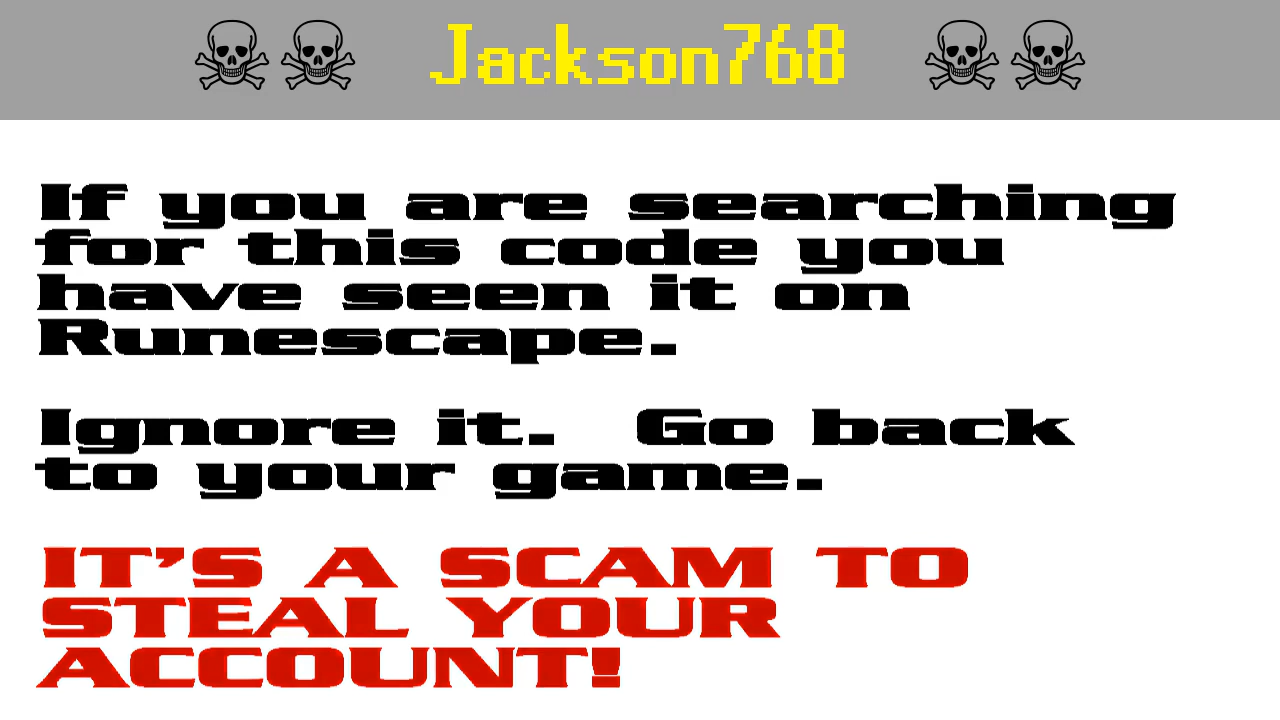 Jackson768
If you are searching
for this code you
have seen it on
Runescape.
Ignore it. Go back
to your game.
IT'S A SCAM TO
STEAL YOUR
ACCOUNT!